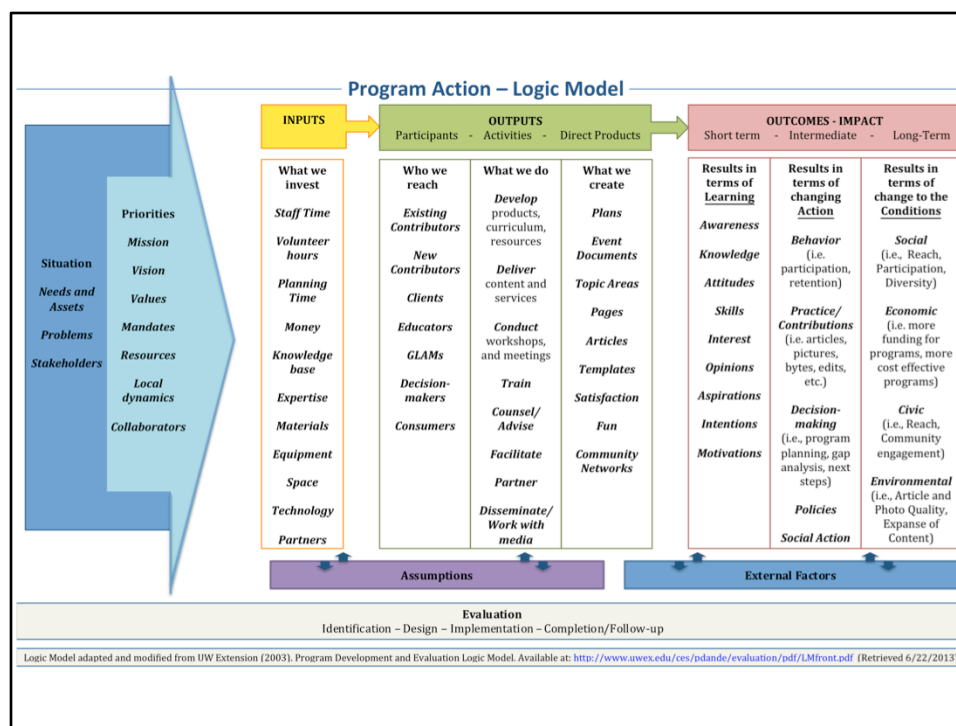 Program Action – Logic Model
Situation
Needs and
Assets
Problems
Stakeholders
Priorities
Mission
Vision
Values
Mandates
Resources
Local
dynamics
Collaborators
INPUTS
What we
invest
Staff Time
Volunteer
hours
Planning
Time
Money
Knowledge
base
Expertise
Materials
Equipment
Space
Technology
Partners
OUTPUTS
Participants - Activities - Direct Products
Who we
reach
Existing
Contributors
New
Contributors
Clients
Educators
GLAMs
Decision-
makers
Consumers
What we do
Develop
products,
curriculum,
resources
Deliver
content and
services
Conduct
workshops,
and meetings
Train
Counsel/
Advise
Facilitate
Partner
Disseminate/
Work with
media
What we
create
Plans
Event
Documents
Topic Areas
Pages
Articles
Templates
Satisfaction
Fun
Community
Networks
OUTCOMES - IMPACT
Short term - Intermediate - Long-Term
Results in
terms of
Learning
Awareness
Knowledge
Attitudes
Skills
Interest
Opinions
Aspirations
Intentions
Motivations
Results in
terms of
changing
Action
Behavior
(i.e.
participation,
retention)
Practice/
Contributions
(i.e. articles,
pictures,
bytes, edits,
etc.)
Decision-
making
(i.e., program
planning, gap
analysis, next
steps)
Policies
Social Action
Results in
terms of
change to the
Conditions
Social
(i.e., Reach,
Participation,
Diversity)
Economic
(i.e. more
funding for
programs, more
cost effective
programs)
Civic
(i.e., Reach,
Community
engagement)
Environmental
(i.e., Article and
Photo Quality,
Expanse of
Content)
Assumptions
External Factors
Evaluation
Identification – Design – Implementation – Completion/Follow-up
Logic Model adapted and modified from UW Extension (2003). Program Development and Evaluation Logic Model. Available at: http://www.uwex.edu/ces/pdande/evaluation/pdf/LMfront.pdf (Retrieved 6/22/2013)